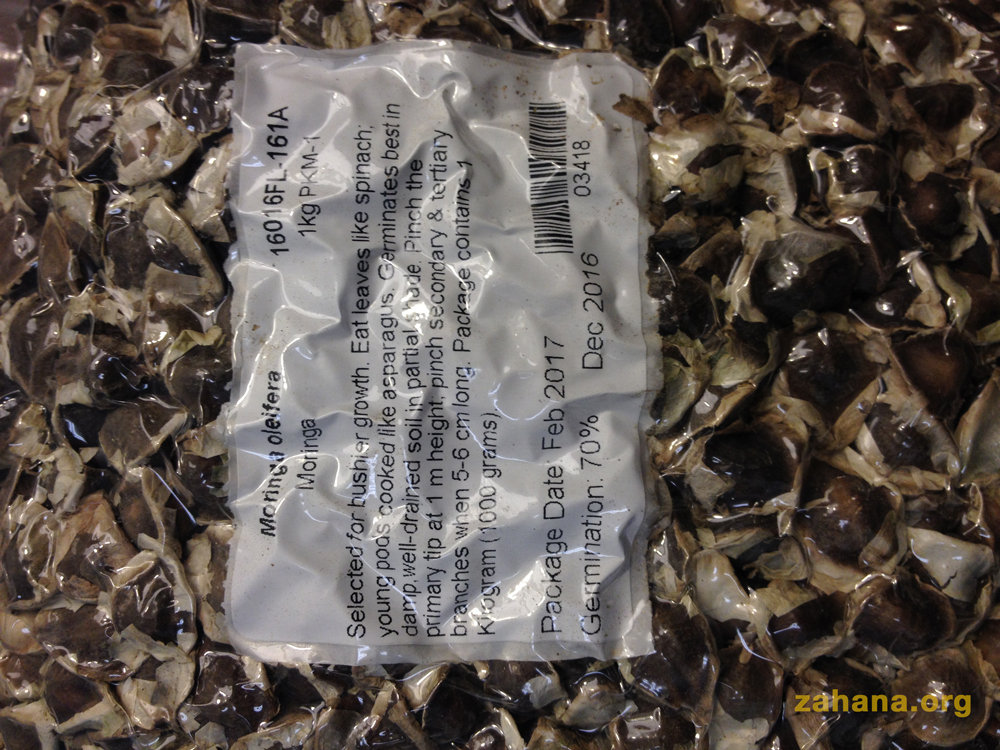 Moringa oleifera 16016FL-161A
Moringa 1kg PKM-1
Selected for bushier growth. Eat leaves like spinach;
young pods cooked like asparagus. Germinates best in
damp well-drained soil in partial shade. Pinch the
primary tip at 1 m height, pinch secondary & tertiary
branches when 5-6 cm long. Package contains 1
Kilogram (1000 grams)
Package Date: Feb 2017
Germination: 70% Dec 2016 03418
zahana.org